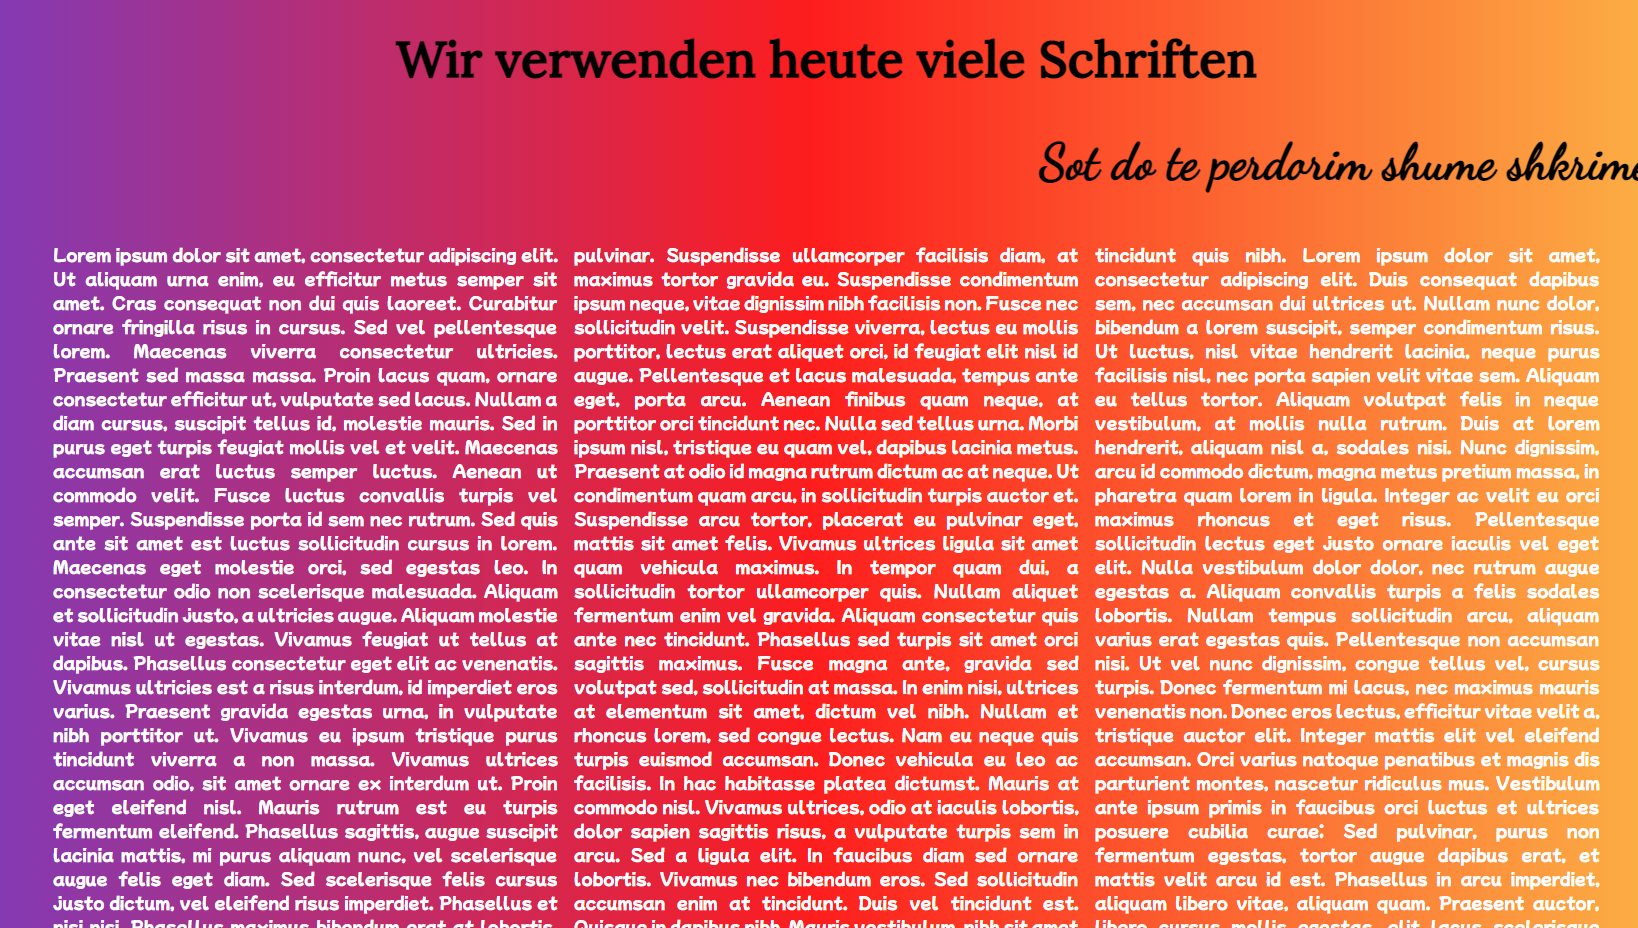 Wir verwenden heute viele Schriften
Sot do te perdorim shume shkrime
Lorem ipsum dolor sit amet, consectetur adipiscing elit.
Ut aliquam urna enim, eu efficitur metus semper sit
amet. Cras consequat non dui quis laoreet. Curabitur
ornare fringilla risus in cursus. Sed vel pellentesque
lorem. Maecenas viverra consectetur ultricies.
Praesent sed massa massa. Proin lacus quam, ornare
consectetur efficitur ut, vulputate sed lacus. Nullam a
diam cursus, suscipit tellus id, molestie mauris. Sed in
purus eget turpis feugiat mollis vel et velit. Maecenas
accumsan erat luctus semper luctus. Aenean ut
commodo velit. Fusce luctus convallis turpis vel
semper. Suspendisse porta id sem nec rutrum. Sed quis
ante sit amet est luctus sollicitudin cursus in lorem.
Maecenas eget molestie orci, sed egestas leo. In
consectetur odio non scelerisque malesuada. Aliquam
et sollicitudin justo, a ultricies augue. Aliquam molestie
vitae nisl ut egestas. Vivamus feugiat ut tellus at
dapibus. Phasellus consectetur eget elit ac venenatis.
Vivamus ultricies est a risus interdum, id imperdiet eros
varius. Praesent gravida egestas urna, in vulputate
nibh porttitor ut. Vivamus eu ipsum tristique purus
tincidunt viverra a non massa. Vivamus ultrices
accumsan odio, sit amet ornare ex interdum ut. Proin
eget eleifend nisl. Mauris rutrum est eu turpis
fermentum eleifend. Phasellus sagittis, augue suscipit
lacinia mattis, mi purus aliquam nunc, vel scelerisque
augue felis eget diam. Sed scelerisque felis cursus
justo dictum, vel eleifend risus imperdiet. Phasellus et
nisi nisi. Phasellus maximus bibendum erat at lobortis.
pulvinar. Suspendisse ullamcorper facilisis diam, at
maximus tortor gravida eu. Suspendisse condimentum
ipsum neque, vitae dignissim nibh facilisis non. Fusce nec
sollicitudin velit. Suspendisse viverra, lectus eu mollis
porttitor, lectus erat aliquet orci, id feugiat elit nisl id
augue. Pellentesque et lacus malesuada, tempus ante
eget, porta arcu. Aenean finibus quam neque, at
porttitor orci tincidunt nec. Nulla sed tellus urna. Morbi
ipsum nisl, tristique eu quam vel, dapibus lacinia metus.
Praesent at odio id magna rutrum dictum ac at neque. Ut
condimentum quam arcu, in sollicitudin turpis auctor et.
Suspendisse arcu tortor, placerat eu pulvinar eget,
mattis sit amet felis. Vivamus ultrices ligula sit amet
quam vehicula maximus. In tempor quam dui, a
sollicitudin tortor ullamcorper quis. Nullam aliquet
fermentum enim vel gravida. Aliquam consectetur quis
ante nec tincidunt. Phasellus sed turpis sit amet orci
sagittis maximus. Fusce magna ante, gravida sed
volutpat sed, sollicitudin at massa. In enim nisi, ultrices
at elementum sit amet, dictum vel nibh. Nullam et
rhoncus lorem, sed congue lectus. Nam eu neque quis
turpis euismod accumsan. Donec vehicula eu leo ac
facilisis. In hac habitasse platea dictumst. Mauris at
commodo nisl. Vivamus ultrices, odio at iaculis lobortis,
dolor sapien sagittis risus, a vulputate turpis sem in
arcu. Sed a ligula elit. In faucibus diam sed ornare
lobortis. Vivamus nec bibendum eros. Sed sollicitudin
accumsan enim at tincidunt. Duis vel tincidunt est.
Quisque in dapibus nibh. Mauris vestibulum, nibh sit amet
tincidunt quis nibh. Lorem ipsum dolor sit amet,
consectetur adipiscing elit. Duis consequat dapibus
sem, nec accumsan dui ultrices ut. Nullam nunc dolor,
bibendum a lorem suscipit, semper condimentum risus.
Ut luctus, nisl vitae hendrerit lacinia, neque purus
facilisis nisl, nec porta sapien velit vitae sem. Aliquam
eu tellus tortor. Aliquam volutpat felis in neque
vestibulum, at mollis nulla rutrum. Duis at lorem
hendrerit, aliquam nisl a, sodales nisi. Nunc dignissim,
arcu id commodo dictum, magna metus pretium massa, in
pharetra quam lorem in ligula. Integer ac velit eu orci
maximus rhoncus et eget risus. Pellentesque
sollicitudin lectus eget justo ornare iaculis vel eget
elit. Nulla vestibulum dolor dolor, nec rutrum augue
egestas a. Aliquam convallis turpis a felis sodales
lobortis. Nullam tempus sollicitudin arcu, aliquam
varius erat egestas quis. Pellentesque non accumsan
nisi. Ut vel nunc dignissim, congue tellus vel, cursus
turpis. Donec fermentum mi lacus, nec maximus mauris
venenatis non. Donec eros lectus, efficitur vitae velit a,
tristique auctor elit. Integer mattis elit vel eleifend
accumsan. Orci varius natoque penatibus et magnis dis
parturient montes, nascetur ridiculus mus. Vestibulum
ante ipsum primis in faucibus orci luctus et ultrices
posuere cubilia curae; Sed pulvinar, purus non
fermentum egestas, tortor augue dapibus erat, et
mattis velit arcu id est. Phasellus in arcu imperdiet,
aliquam libero vitae, aliquam quam. Praesent auctor,
libero cursus mollis egestas, elit lacus scelerisque